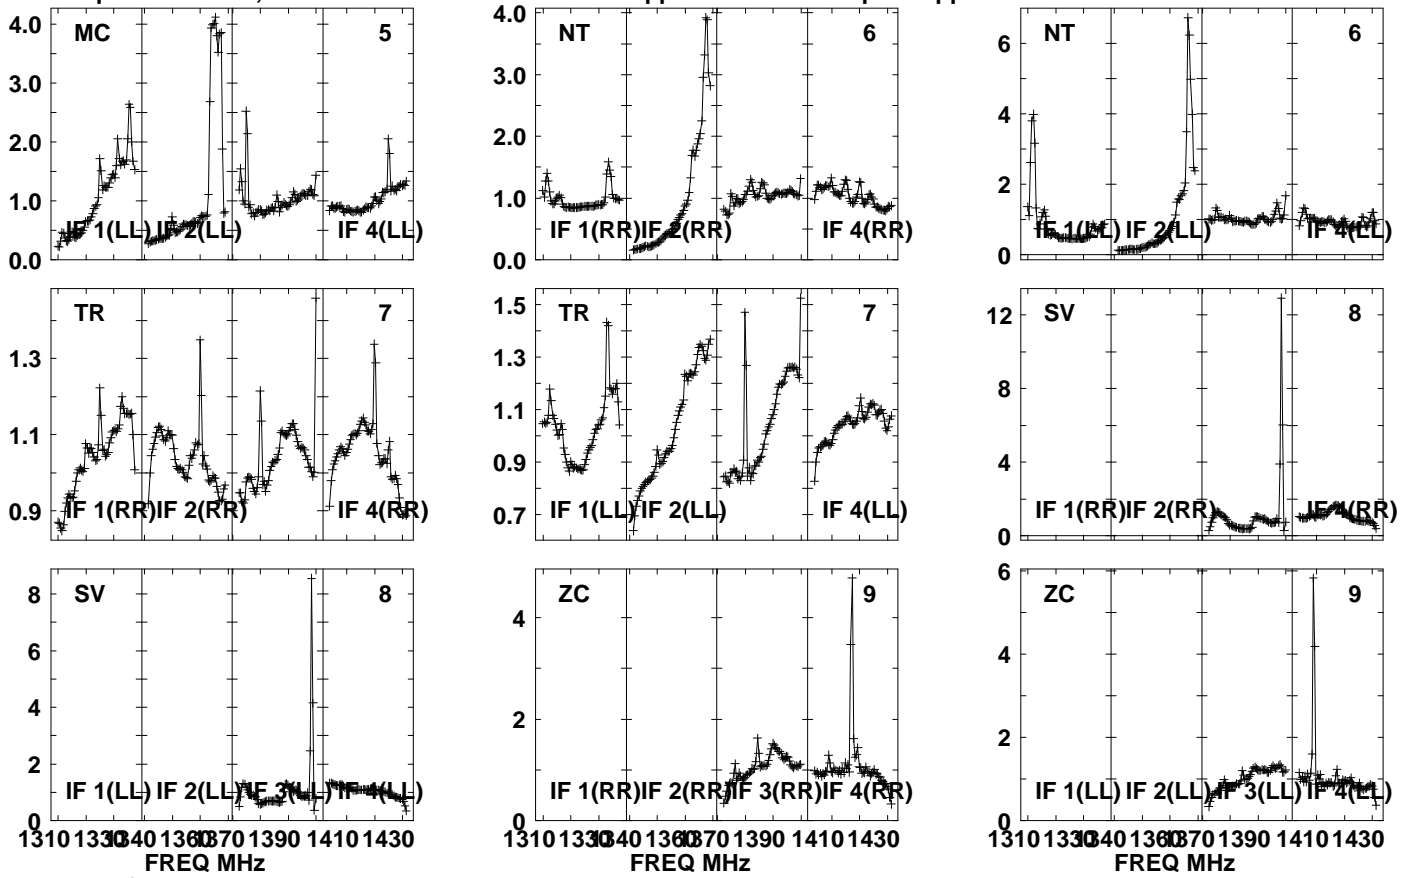 MC 5
4.0
3.0
2.0
1.0
0.0
IF 1(LL) IF 2(LL) IF 4(LL)
NT 6
4.0
3.0
2.0
1.0
0.0
IF 1(RR) IF 2(RR) IF 4(RR)
NT 6
6
4
2
0
IF 1(LL) IF 2(LL) IF 4(LL)
TR 7
1.3
1.1
0.9
IF 1(RR) IF 2(RR) IF 4(RR)
TR 7
1.5
1.3
1.1
0.9
0.7
IF 1(LL) IF 2(LL) IF 4(LL)
SV 8
12
8
4
0
IF 1(RR) IF 2(RR) IF 4(RR)
SV 8
8
6
4
2
0
IF 1(LL) IF 2(LL) IF 3(LL) IF 4(LL)
1310 1330 1340 1360 1370 1390 1410 1430
FREQ MHz
ZC 9
4
2
0
IF 1(RR) IF 2(RR) IF 3(RR) IF 4(RR)
1310 1330 1340 1360 1370 1390 1410 1430
FREQ MHz
ZC 9
6
4
2
0
IF 1(LL) IF 2(LL) IF 3(LL) IF 4(LL)
1310 1330 1340 1360 1370 1390 1410 1430
FREQ MHz